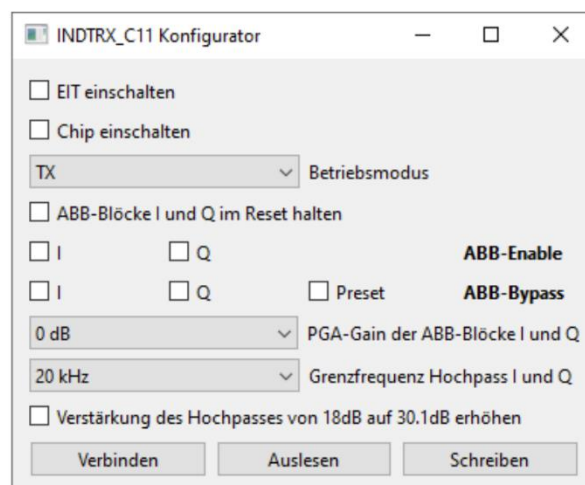 INDTRX_C11 Konfigurator
EIT einschalten
Chip einschalten
TX Betriebsmodus
ABB-Blöcke I und Q im Reset halten
I Q ABB-Enable
I Q Preset ABB-Bypass
0 dB PGA-Gain der ABB-Blöcke I und Q
20 kHz Grenzfrequenz Hochpass I und Q
Verstärkung des Hochpasses von 18dB auf 30.1dB erhöhen
Verbinden Auslesen Schreiben